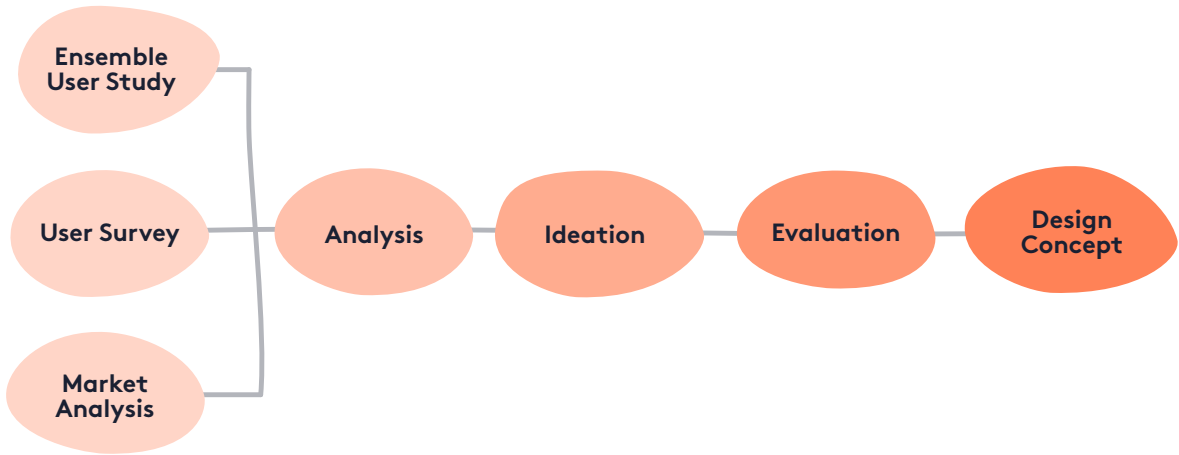 Ensemble
User Study
User Survey
Market
Analysis
Analysis
Ideation
Evaluation
Design
Concept